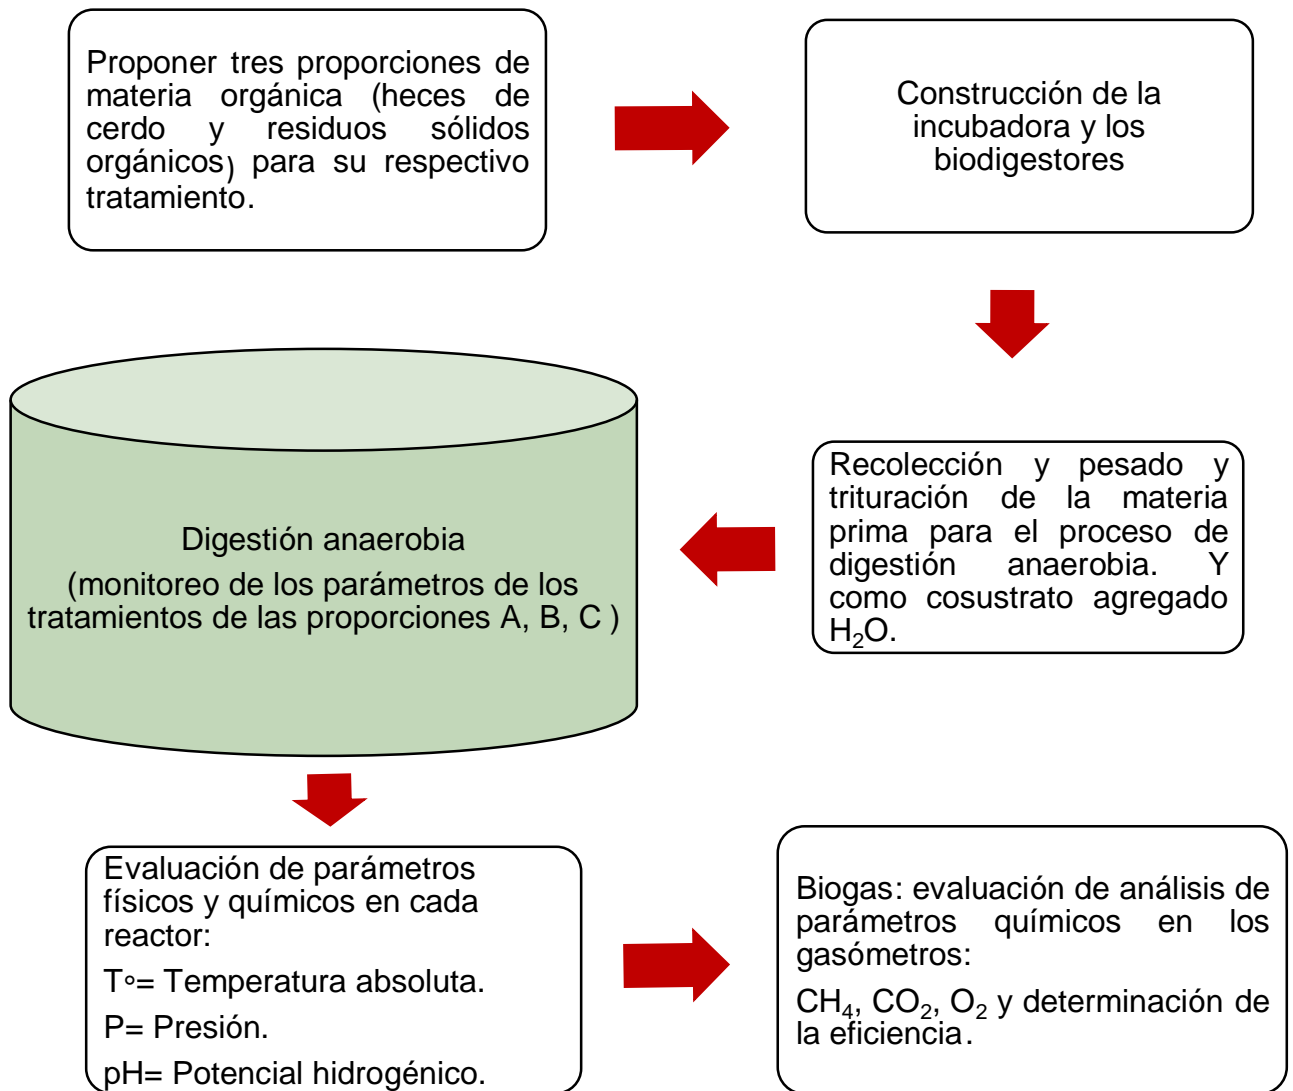 Proponer tres proporciones de
materia orgánica (heces de
cerdo y residuos sólidos
orgánicos) para su respectivo
tratamiento.
Construcción de la
incubadora y los
biodigestores
Recolección y pesado y
trituración de la materia
prima para el proceso de
digestión anaerobia. Y
como cosustrato agregado
H₂O.
Digestión anaerobia
(monitoreo de los parámetros de los
tratamientos de las proporciones A, B, C )
Evaluación de parámetros
físicos y químicos en cada
reactor:
T°= Temperatura absoluta.
P= Presión.
pH= Potencial hidrogénico.
Biogas: evaluación de análisis de
parámetros químicos en los
gasómetros:
CH₄, CO₂, O₂ y determinación de
la eficiencia.